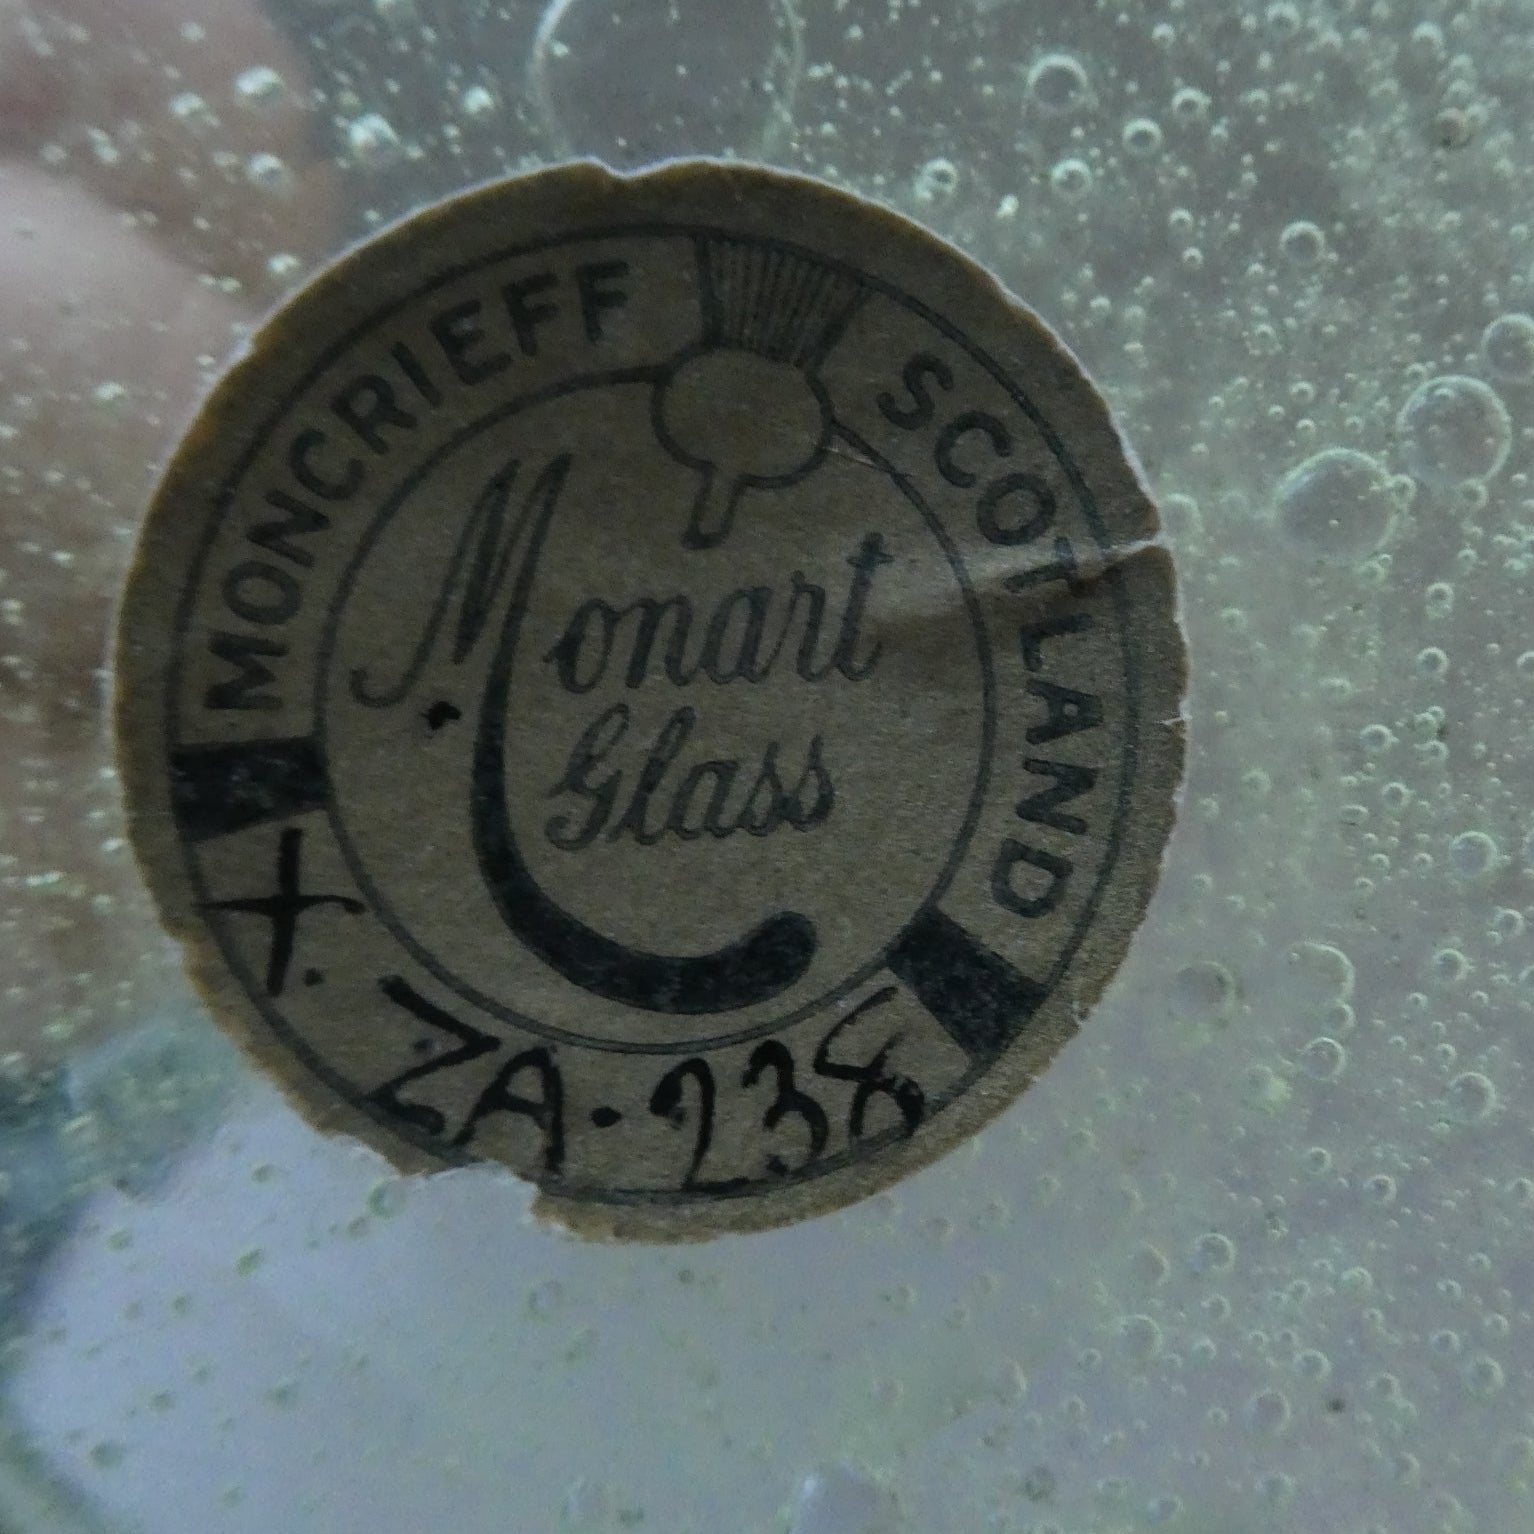 MONCRIEFF
SCOTLAND
Monart
Glass
X. ZA·238